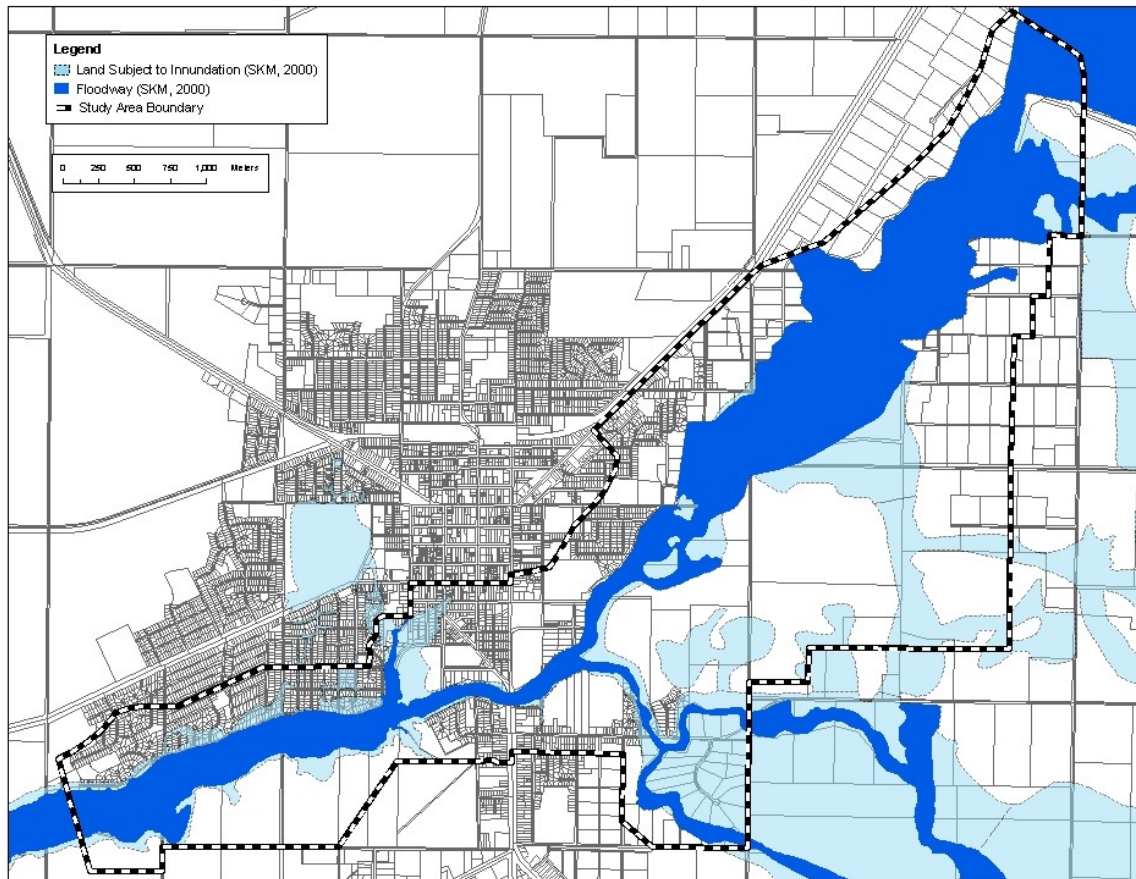 Legend
Land Subject to Innundation (SKM, 2000)
Floodway (SKM, 2000)
Study Area Boundary
0 250 500 750 1,000 Meters